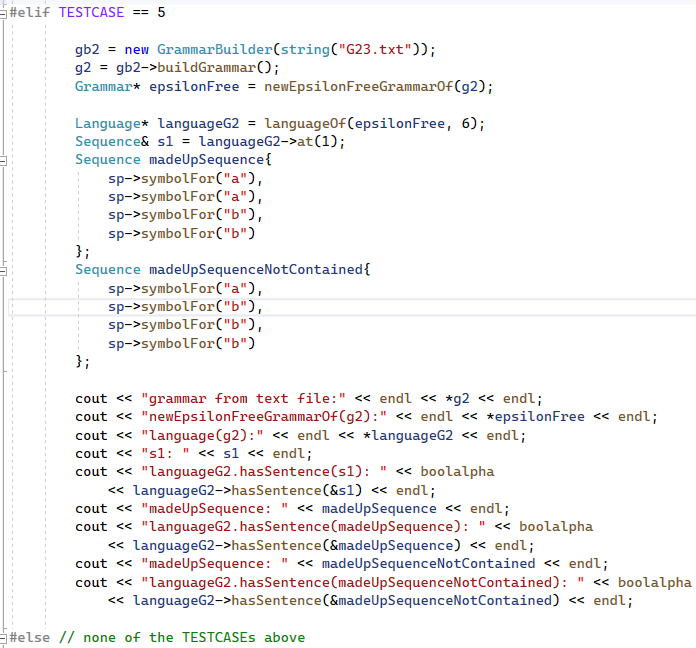 #elif TESTCASE == 5
gb2 = new GrammarBuilder(string("G23.txt"));
g2 = gb2->buildGrammar();
Grammar* epsilonFree = newEpsilonFreeGrammarOf(g2);
Language* languageG2 = languageOf(epsilonFree, 6);
Sequence& s1 = languageG2->at(1);
Sequence madeUpSequence{
sp->symbolFor("a"),
sp->symbolFor("a"),
sp->symbolFor("b"),
sp->symbolFor("b")
};
Sequence madeUpSequenceNotContained{
sp->symbolFor("a"),
sp->symbolFor("b"),
sp->symbolFor("b"),
sp->symbolFor("b")
};
cout << "grammar from text file:" << endl << *g2 << endl;
cout << "newEpsilonFreeGrammarOf(g2):" << endl << *epsilonFree << endl;
cout << "language(g2):" << endl << *languageG2 << endl;
cout << "s1: " << s1 << endl;
cout << "languageG2.hasSentence(s1): " << boolalpha
<< languageG2->hasSentence(&s1) << endl;
cout << "madeUpSequence: " << madeUpSequence << endl;
cout << "languageG2.hasSentence(madeUpSequence): " << boolalpha
<< languageG2->hasSentence(&madeUpSequence) << endl;
cout << "madeUpSequence: " << madeUpSequenceNotContained << endl;
cout << "languageG2.hasSentence(madeUpSequenceNotContained): " << boolalpha
<< languageG2->hasSentence(&madeUpSequenceNotContained) << endl;
#else // none of the TESTCASEs above